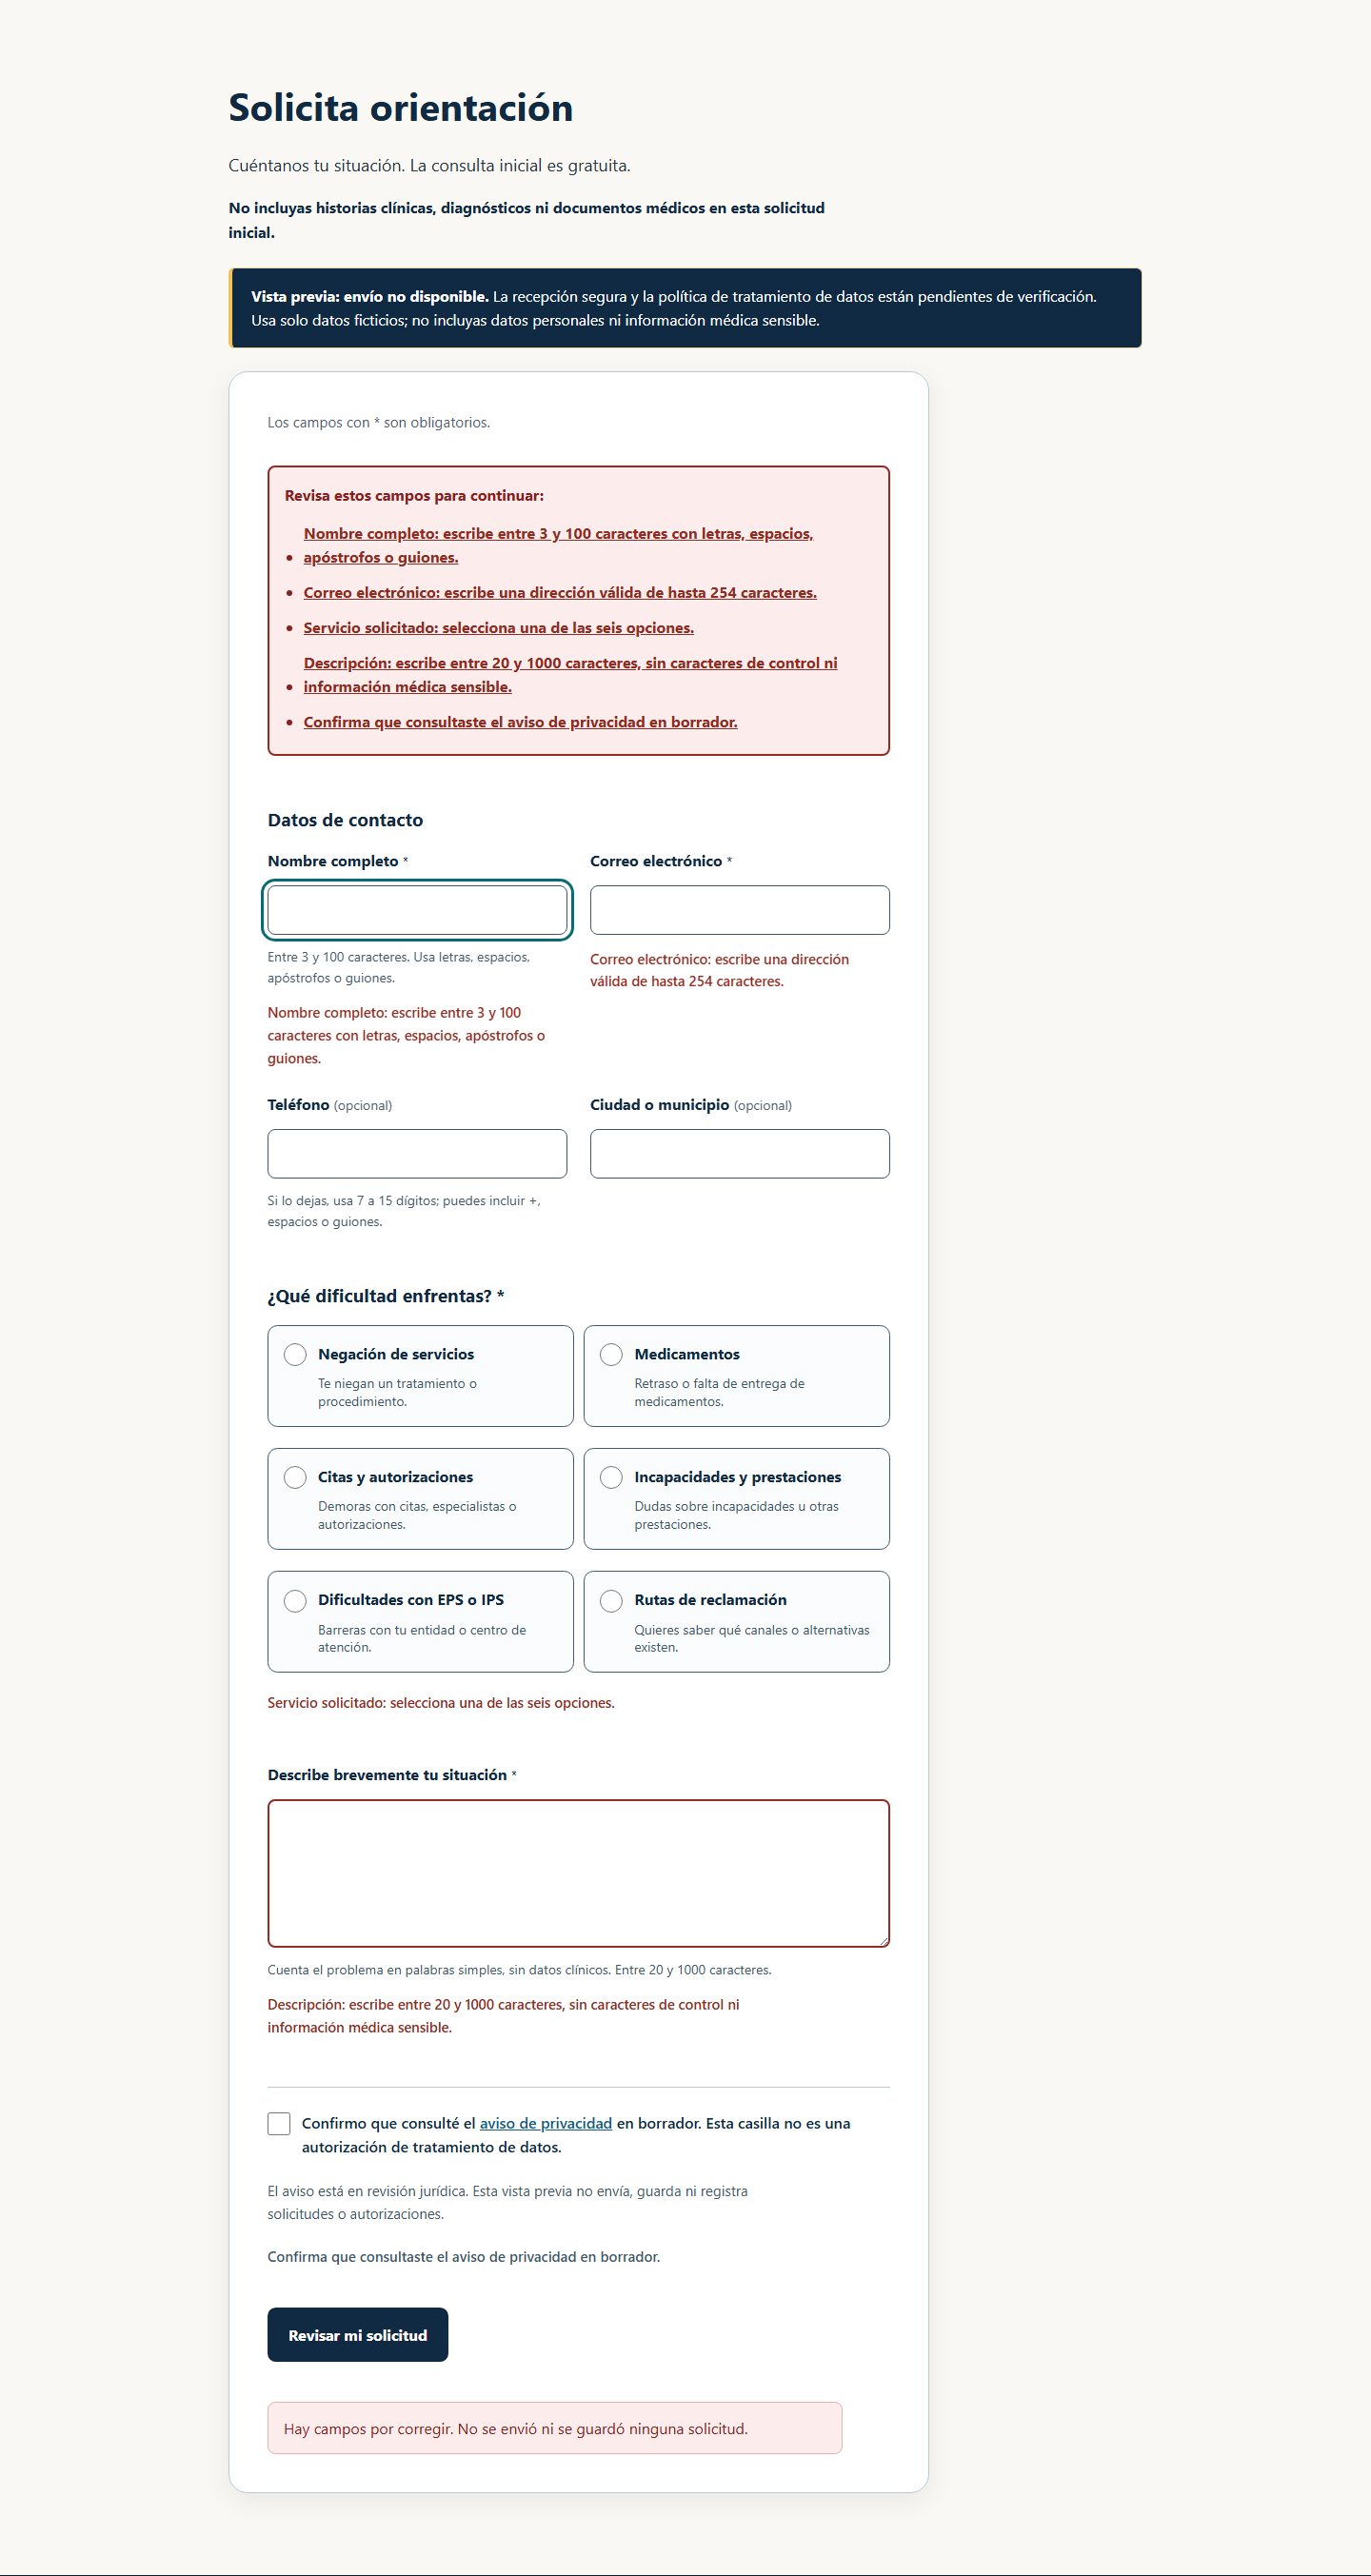 Solicita orientación
Cuéntanos tu situación. La consulta inicial es gratuita.
No incluyas historias clínicas, diagnósticos ni documentos médicos en esta solicitud
inicial.
Vista previa: envío no disponible. La recepción segura y la política de tratamiento de datos están pendientes de verificación.
Usa solo datos ficticios; no incluyas datos personales ni información médica sensible.
Los campos con * son obligatorios.
Revisa estos campos para continuar:
Nombre completo: escribe entre 3 y 100 caracteres con letras, espacios,
apóstrofos o guiones.
Correo electrónico: escribe una dirección válida de hasta 254 caracteres.
Servicio solicitado: selecciona una de las seis opciones.
Descripción: escribe entre 20 y 1000 caracteres, sin caracteres de control ni
información médica sensible.
Confirma que consultaste el aviso de privacidad en borrador.
Datos de contacto
Nombre completo *
Correo electrónico *
Entre 3 y 100 caracteres. Usa letras, espacios,
apóstrofos o guiones.
Nombre completo: escribe entre 3 y 100
caracteres con letras, espacios, apóstrofos o
guiones.
Correo electrónico: escribe una dirección
válida de hasta 254 caracteres.
Teléfono (opcional)
Ciudad o municipio (opcional)
Si lo dejas, usa 7 a 15 dígitos; puedes incluir +,
espacios o guiones.
¿Qué dificultad enfrentas? *
Negación de servicios
Te niegan un tratamiento o
procedimiento.
Medicamentos
Retraso o falta de entrega de
medicamentos.
Citas y autorizaciones
Demoras con citas, especialistas o
autorizaciones.
Incapacidades y prestaciones
Dudas sobre incapacidades u otras
prestaciones.
Dificultades con EPS o IPS
Barreras con tu entidad o centro de
atención.
Rutas de reclamación
Quieres saber qué canales o alternativas
existen.
Servicio solicitado: selecciona una de las seis opciones.
Describe brevemente tu situación *
Cuenta el problema en palabras simples, sin datos clínicos. Entre 20 y 1000 caracteres.
Descripción: escribe entre 20 y 1000 caracteres, sin caracteres de control ni
información médica sensible.
Confirmo que consulté el aviso de privacidad en borrador. Esta casilla no es una
autorización de tratamiento de datos.
El aviso está en revisión jurídica. Esta vista previa no envía, guarda ni registra
solicitudes o autorizaciones.
Confirma que consultaste el aviso de privacidad en borrador.
Revisar mi solicitud
Hay campos por corregir. No se envió ni se guardó ninguna solicitud.